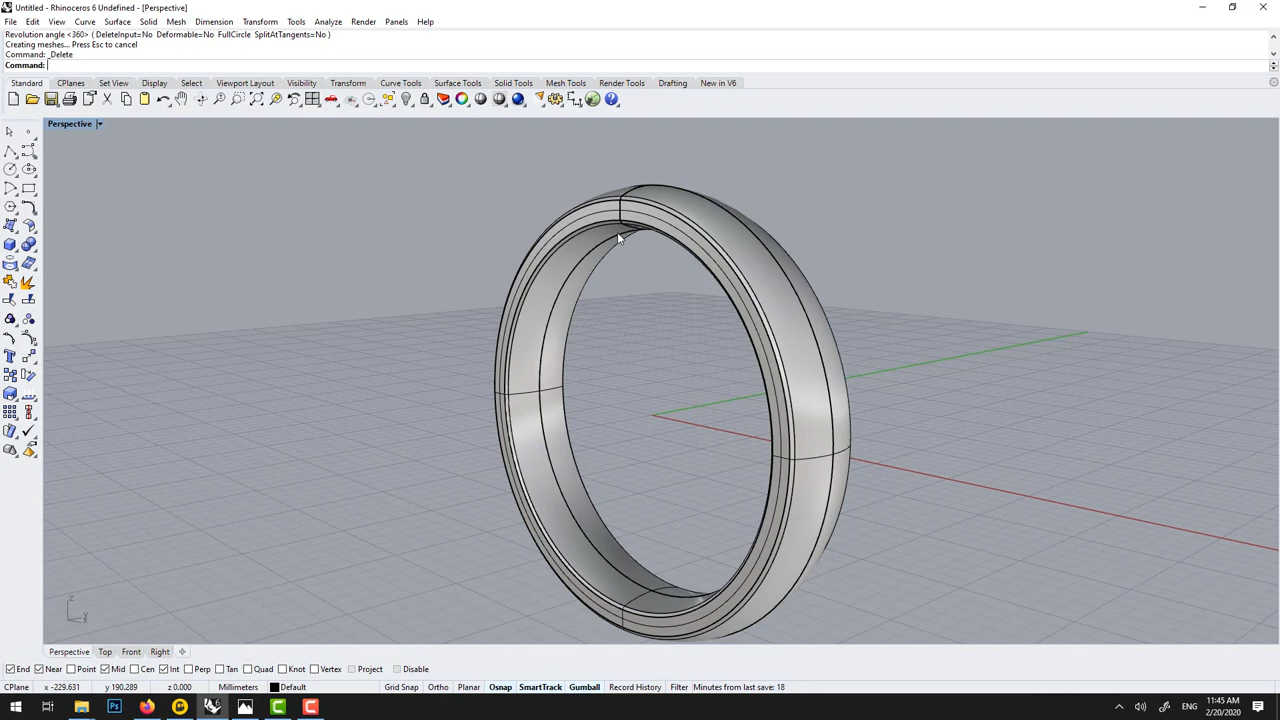 Untitled - Rhinoceros 6 Undefined - [Perspective]
File Edit View Curve Surface Solid Mesh Dimension Transform Tools Analyze Render Panels Help
Revolution angle <360> ( DeleteInput=No Deformable=No FullCircle SplitAtTangents=No )
Creating meshes... Press Esc to cancel
Command: _Delete
Command:
Standard CPlanes Set View Display Select Viewport Layout Visibility Transform Curve Tools Surface Tools Solid Tools Mesh Tools Render Tools Drafting New in V6
Perspective
z
x y
Perspective Top Front Right
End Near Point Mid Cen Int Perp Tan Quad Knot Vertex Project Disable
CPlane x -229.631 y 190.289 z 0.000 Millimeters Default Grid Snap Ortho Planar Osnap SmartTrack Gumball Record History Filter Minutes from last save: 18
ENG 11:45 AM
2/20/2020